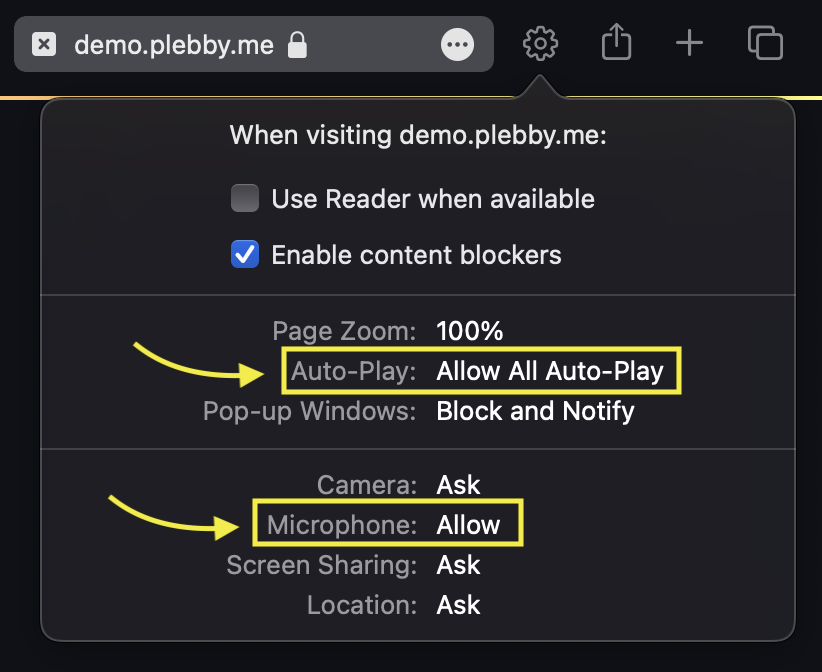 demo.plebby.me
When visiting demo.plebby.me:
Use Reader when available
Enable content blockers
Page Zoom: 100%
Auto-Play: Allow All Auto-Play
Pop-up Windows: Block and Notify
Camera: Ask
Microphone: Allow
Screen Sharing: Ask
Location: Ask